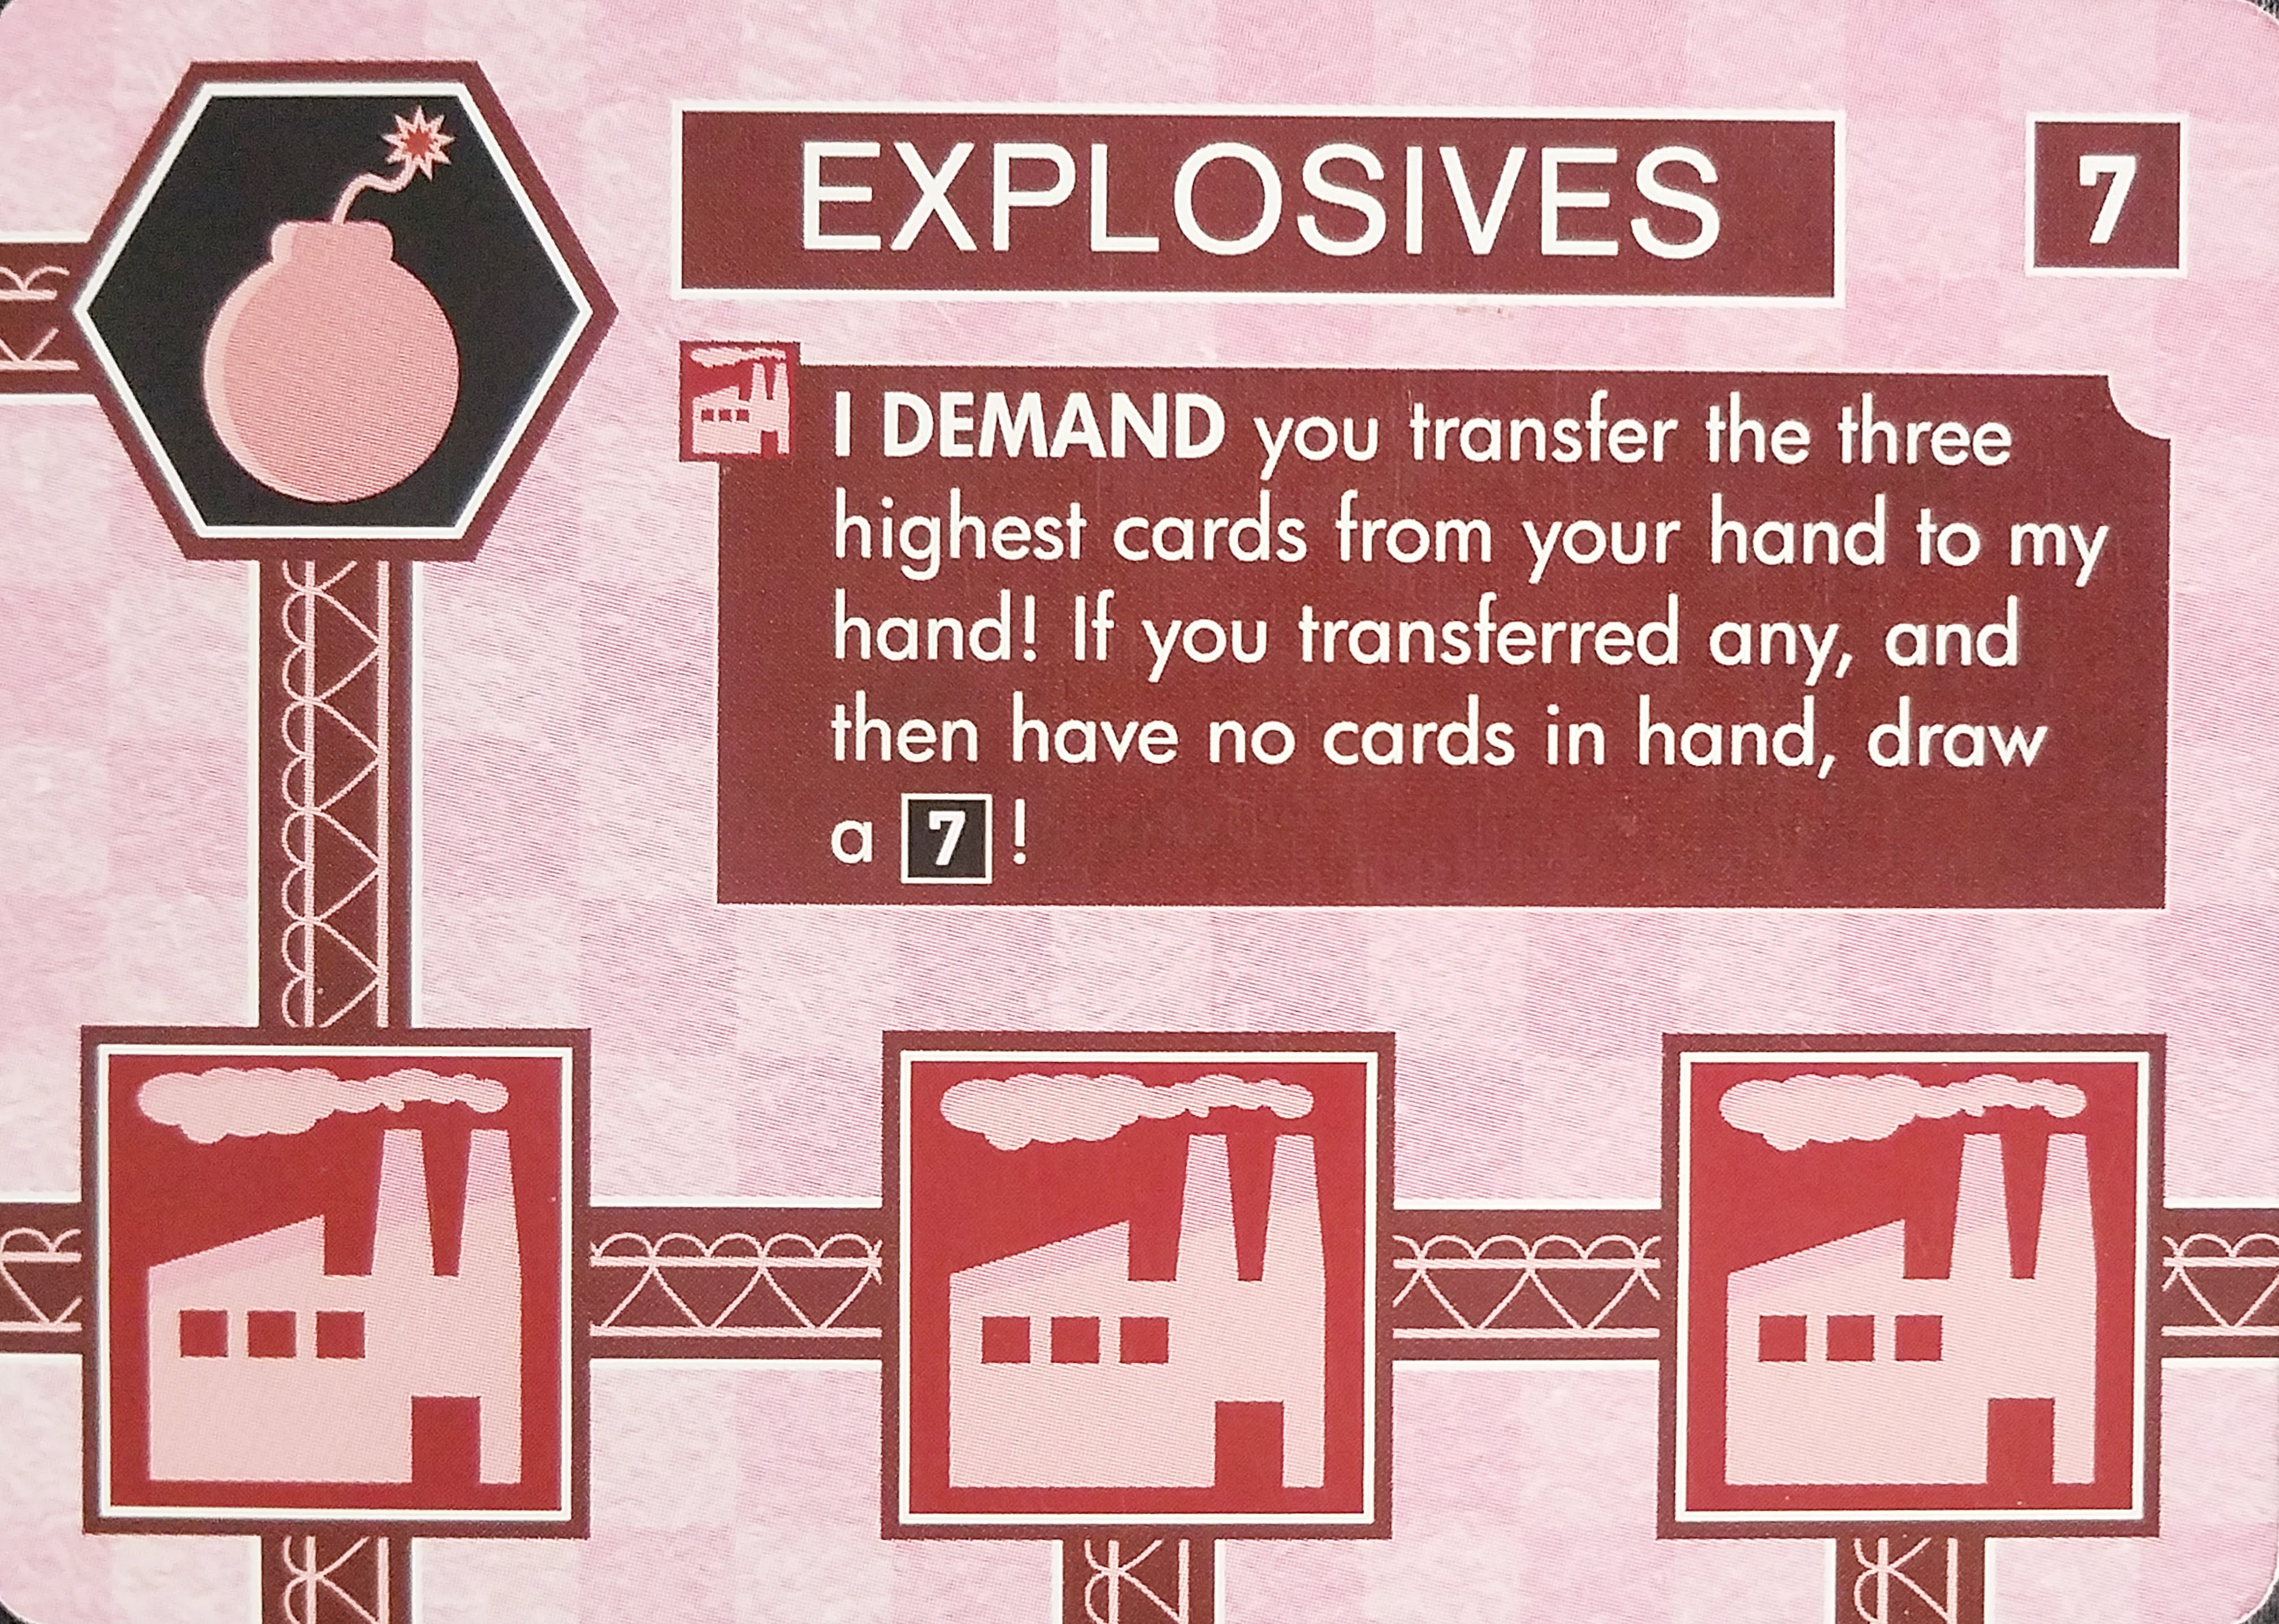 EXPLOSIVES
7
I DEMAND you transfer the three
highest cards from your hand to my
hand! If you transferred any, and
then have no cards in hand, draw
a 7 !